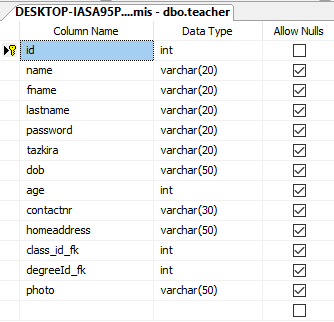 DESKTOP-IASA95P....mis - dbo.teacher
Column Name Data Type Allow Nulls
id int
name varchar(20)
fname varchar(20)
lastname varchar(20)
password varchar(20)
tazkira varchar(20)
dob varchar(50)
age int
contactnr varchar(30)
homeaddress varchar(50)
class_id_fk int
degreeId_fk int
photo varchar(50)